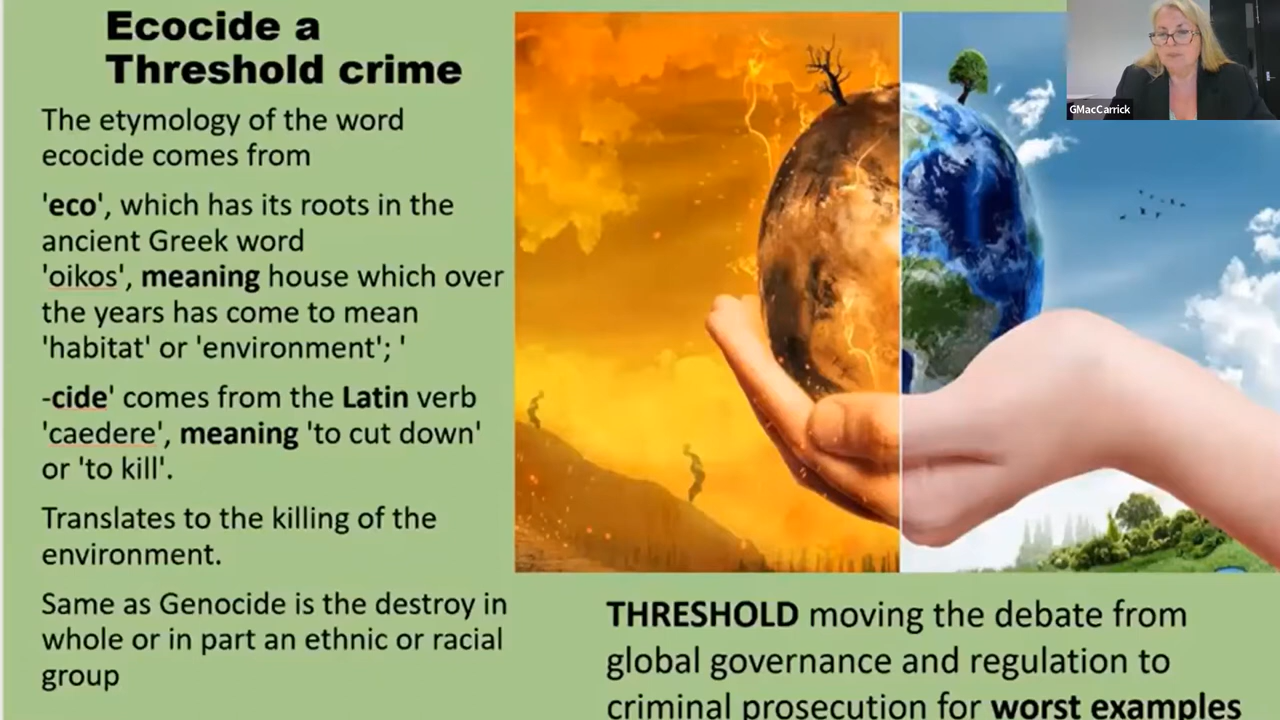 Ecocide a
Threshold crime
The etymology of the word
ecocide comes from
'eco', which has its roots in the
ancient Greek word
'oikos', meaning house which over
the years has come to mean
'habitat' or 'environment'; '
-cide' comes from the Latin verb
'caedere', meaning 'to cut down'
or 'to kill'.
Translates to the killing of the
environment.
Same as Genocide is the destroy in
whole or in part an ethnic or racial
group
THRESHOLD moving the debate from
global governance and regulation to
criminal prosecution for worst examples
GMacCarrick